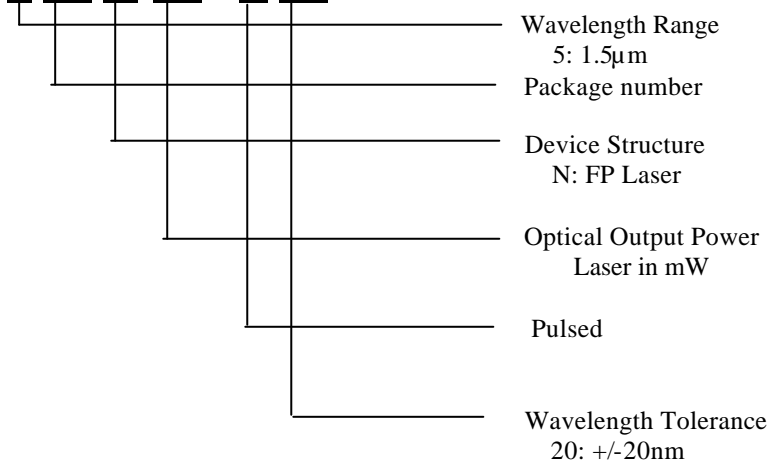 Wavelength Range
5: 1.5µm
Package number
Device Structure
N: FP Laser
Optical Output Power
Laser in mW
Pulsed
Wavelength Tolerance
20: +/-20nm